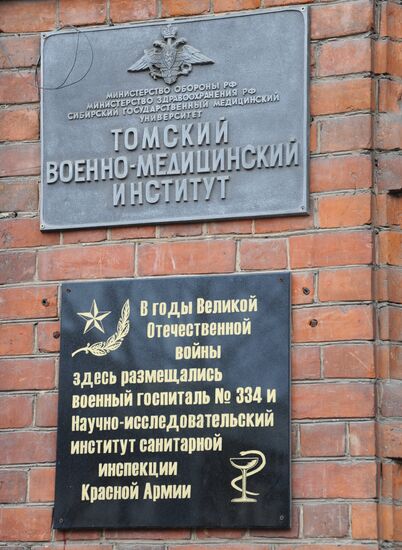 МИНИСТЕРСТВО ОБОРОНЫ РФ
МИНИСТЕРСТВО ЗДРАВООХРАНЕНИЯ РФ
СИБИРСКИЙ ГОСУДАРСТВЕННЫЙ МЕДИЦИНСКИЙ
УНИВЕРСИТЕТ
ТОМСКИЙ
ВОЕННО-МЕДИЦИНСКИЙ
ИНСТИТУТ
В годы Великой
Отечественной
войны
здесь размещались
военный госпиталь № 334 и
Научно-исследовательский
институт санитарной
инспекции
Красной Армии